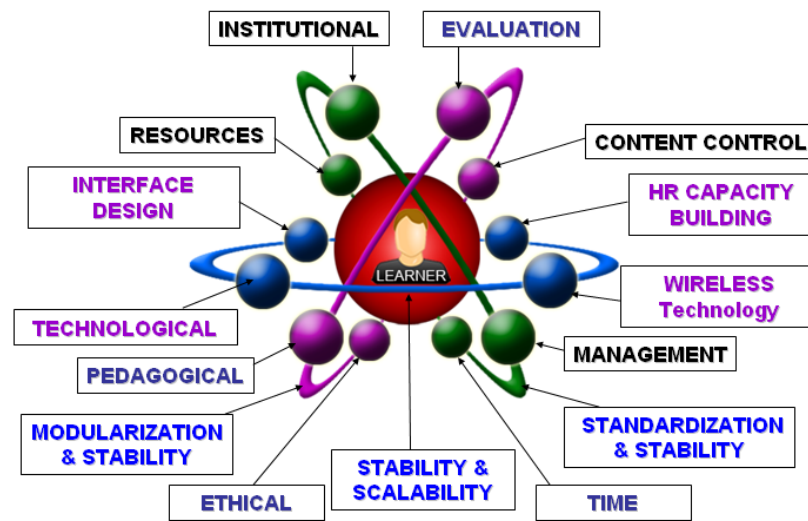 INSTITUTIONAL
EVALUATION
RESOURCES
CONTENT CONTROL
INTERFACE
DESIGN
HR CAPACITY
BUILDING
LEARNER
TECHNOLOGICAL
WIRELESS
Technology
PEDAGOGICAL
MANAGEMENT
MODULARIZATION
& STABILITY
STANDARDIZATION
& STABILITY
STABILITY &
SCALABILITY
ETHICAL
TIME